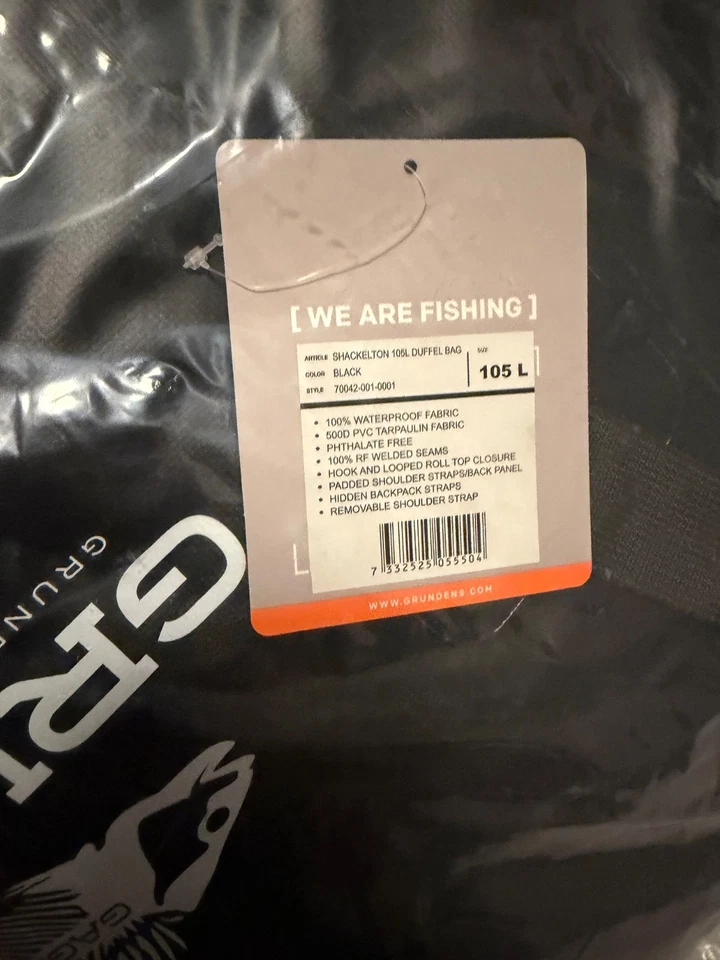 [ WE ARE FISHING ]
ARTICLE SHACKELTON 105L DUFFEL BAG
COLOR BLACK
STYLE 70042-001-0001
SIZE
105 L
• 100% WATERPROOF FABRIC
• 500D PVC TARPAULIN FABRIC
• PHTHALATE FREE
• 100% RF WELDED SEAMS
• HOOK AND LOOPED ROLL TOP CLOSURE
• PADDED SHOULDER STRAPS/BACK PANEL
• HIDDEN BACKPACK STRAPS
• REMOVABLE SHOULDER STRAP
7 332525 055504
WWW.GRUNDENS.COM
GRU
GRUND
GAG